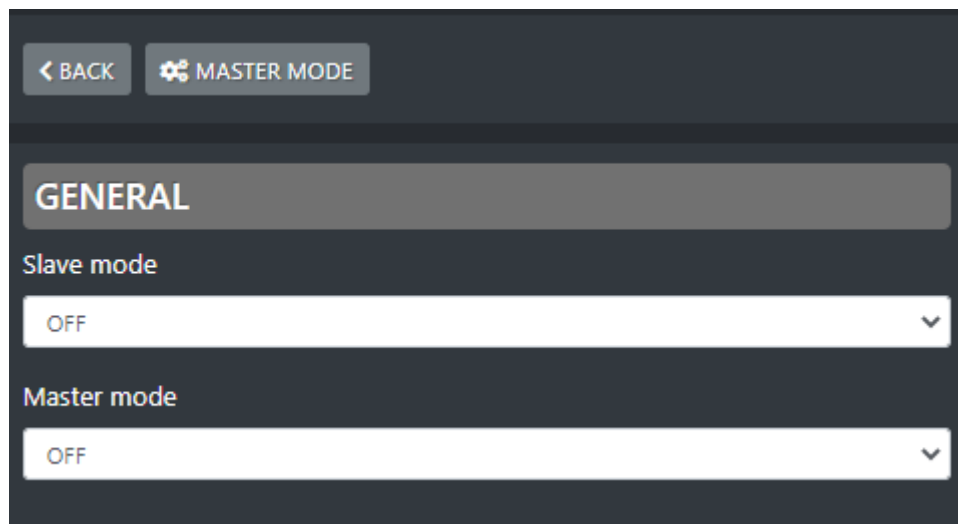 BACK
MASTER MODE
GENERAL
Slave mode
OFF
Master mode
OFF